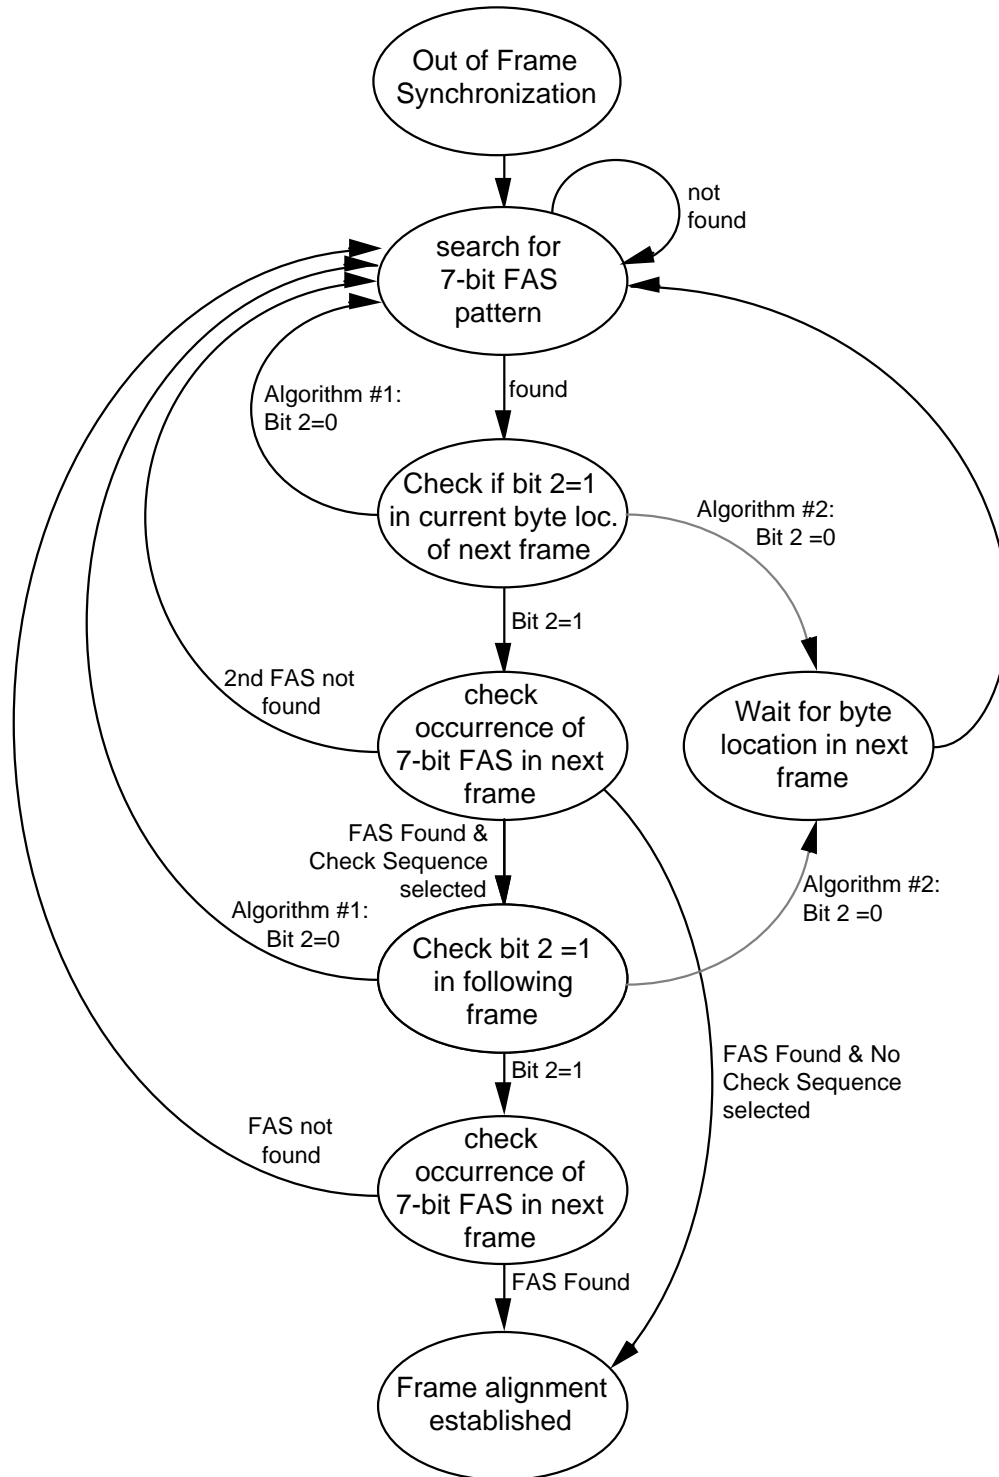 Out of Frame
Synchronization
not
found
search for
7-bit FAS
pattern
Algorithm #1:
Bit 2=0
found
Check if bit 2=1
in current byte loc.
of next frame
Algorithm #2:
Bit 2 =0
Bit 2=1
2nd FAS not
found
check
occurrence of
7-bit FAS in next
frame
Wait for byte
location in next
frame
FAS Found &
Check Sequence
selected
Algorithm #1:
Bit 2=0
Algorithm #2:
Bit 2 =0
Check bit 2 =1
in following
frame
FAS Found & No
Check Sequence
selected
Bit 2=1
FAS not
found
check
occurrence of
7-bit FAS in next
frame
FAS Found
Frame alignment
established